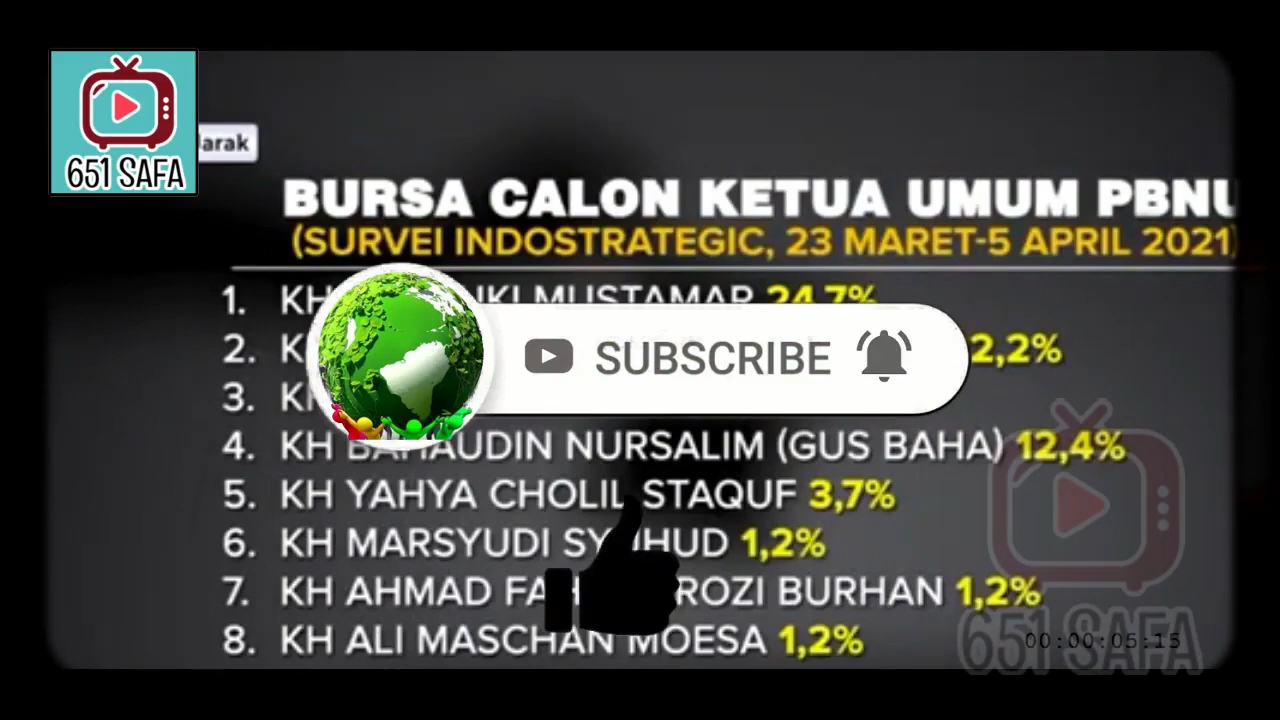 651 SAFA
arak
BURSA CALON KETUA UMUM PBNU
(SURVEI INDOSTRATEGIC, 23 MARET-5 APRIL 2021)
1. KH MUSTAMAR 24,7%
2. 2,2%
SUBSCRIBE
3.
4. KH BAHAUDIN NURSALIM (GUS BAHA) 12,4%
5. KH YAHYA CHOLIL STAQUF 3,7%
6. KH MARSYUDI SYUHUD 1,2%
7. KH AHMAD ROZI BURHAN 1,2%
8. KH ALI MASCHAN MOESA 1,2%
651 SAFA
00:00:05:15